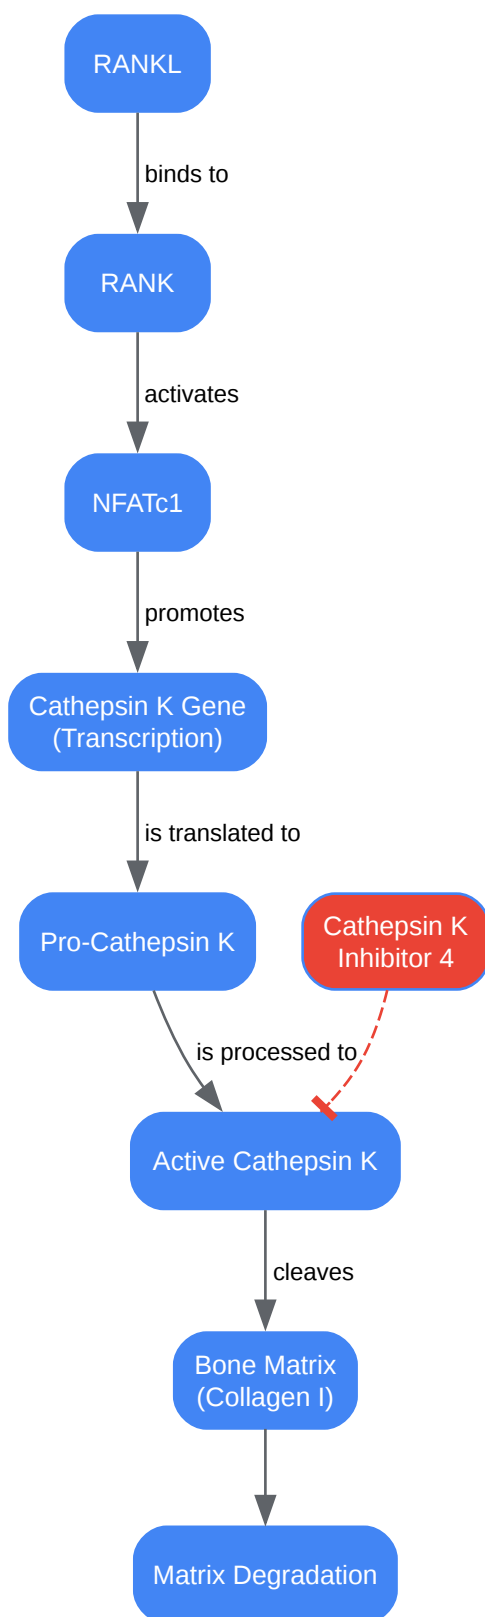 RANKL
binds to
RANK
activates
NFATc1
promotes
Cathepsin K Gene
(Transcription)
is translated to
Pro-Cathepsin K
Cathepsin K
Inhibitor 4
is processed to
Active Cathepsin K
cleaves
Bone Matrix
(Collagen I)
Matrix Degradation